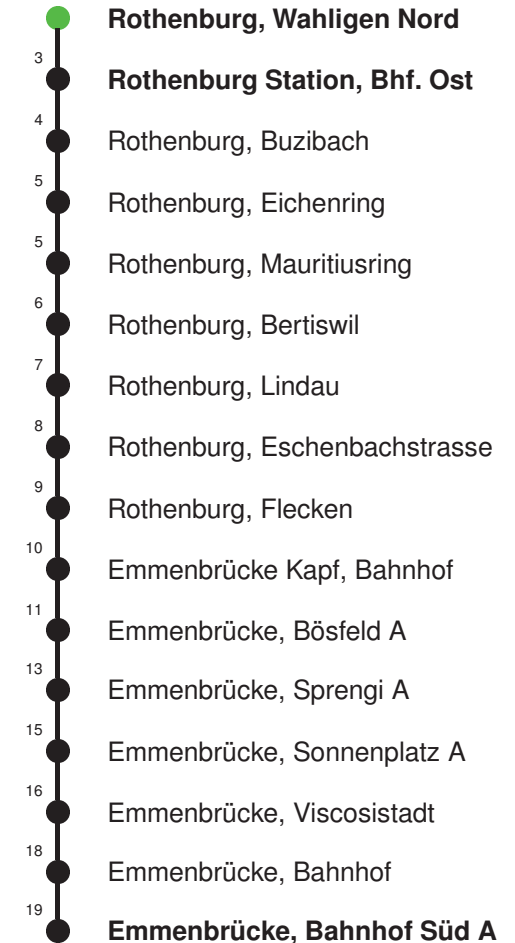 Rothenburg, Wahligen Nord
3
Rothenburg Station, Bhf. Ost
4
Rothenburg, Buzibach
5
Rothenburg, Eichenring
5
Rothenburg, Mauritiusring
6
Rothenburg, Bertiswil
7
Rothenburg, Lindau
8
Rothenburg, Eschenbachstrasse
9
Rothenburg, Flecken
10
Emmenbrücke Kapf, Bahnhof
11
Emmenbrücke, Bösfeld A
13
Emmenbrücke, Sprengi A
15
Emmenbrücke, Sonnenplatz A
16
Emmenbrücke, Viscosistadt
18
Emmenbrücke, Bahnhof
19
Emmenbrücke, Bahnhof Süd A